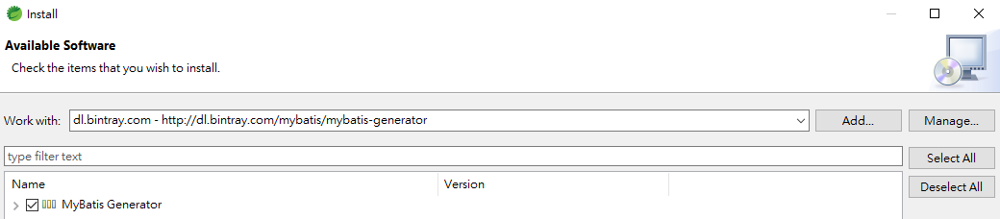 Install
Available Software
Check the items that you wish to install.
Work with: dl.bintray.com - http://dl.bintray.com/mybatis/mybatis-generator Add... Manage...
type filter text Select All
Name Version Deselect All
MyBatis Generator